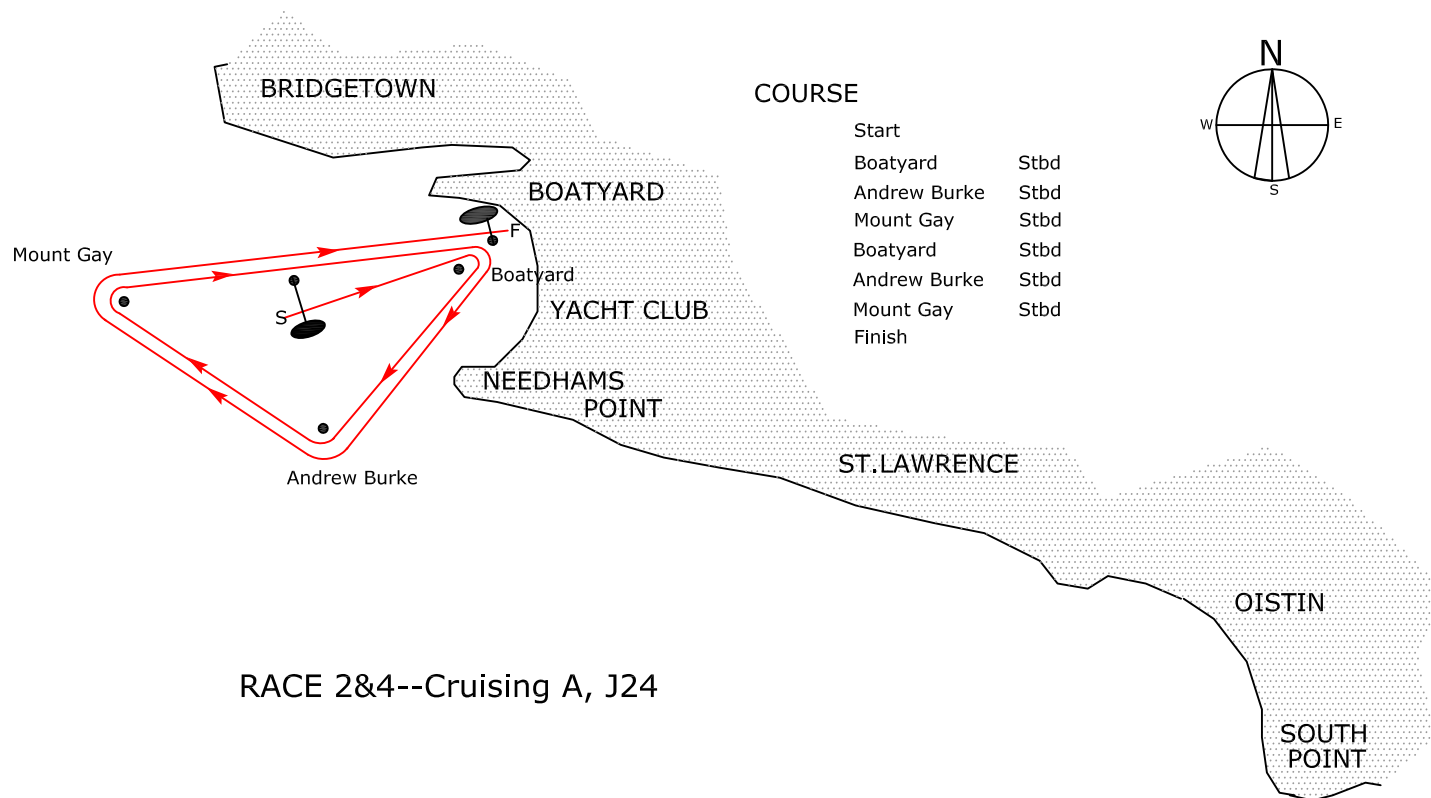 N
W
E
S
BRIDGETOWN
COURSE
Start
Boatyard Stbd
Andrew Burke Stbd
Mount Gay Stbd
Boatyard Stbd
Andrew Burke Stbd
Mount Gay Stbd
Finish
BOATYARD
F
Mount Gay
Boatyard
S
YACHT CLUB
NEEDHAMS
POINT
Andrew Burke
ST.LAWRENCE
OISTIN
RACE 2&4--Cruising A, J24
SOUTH
POINT